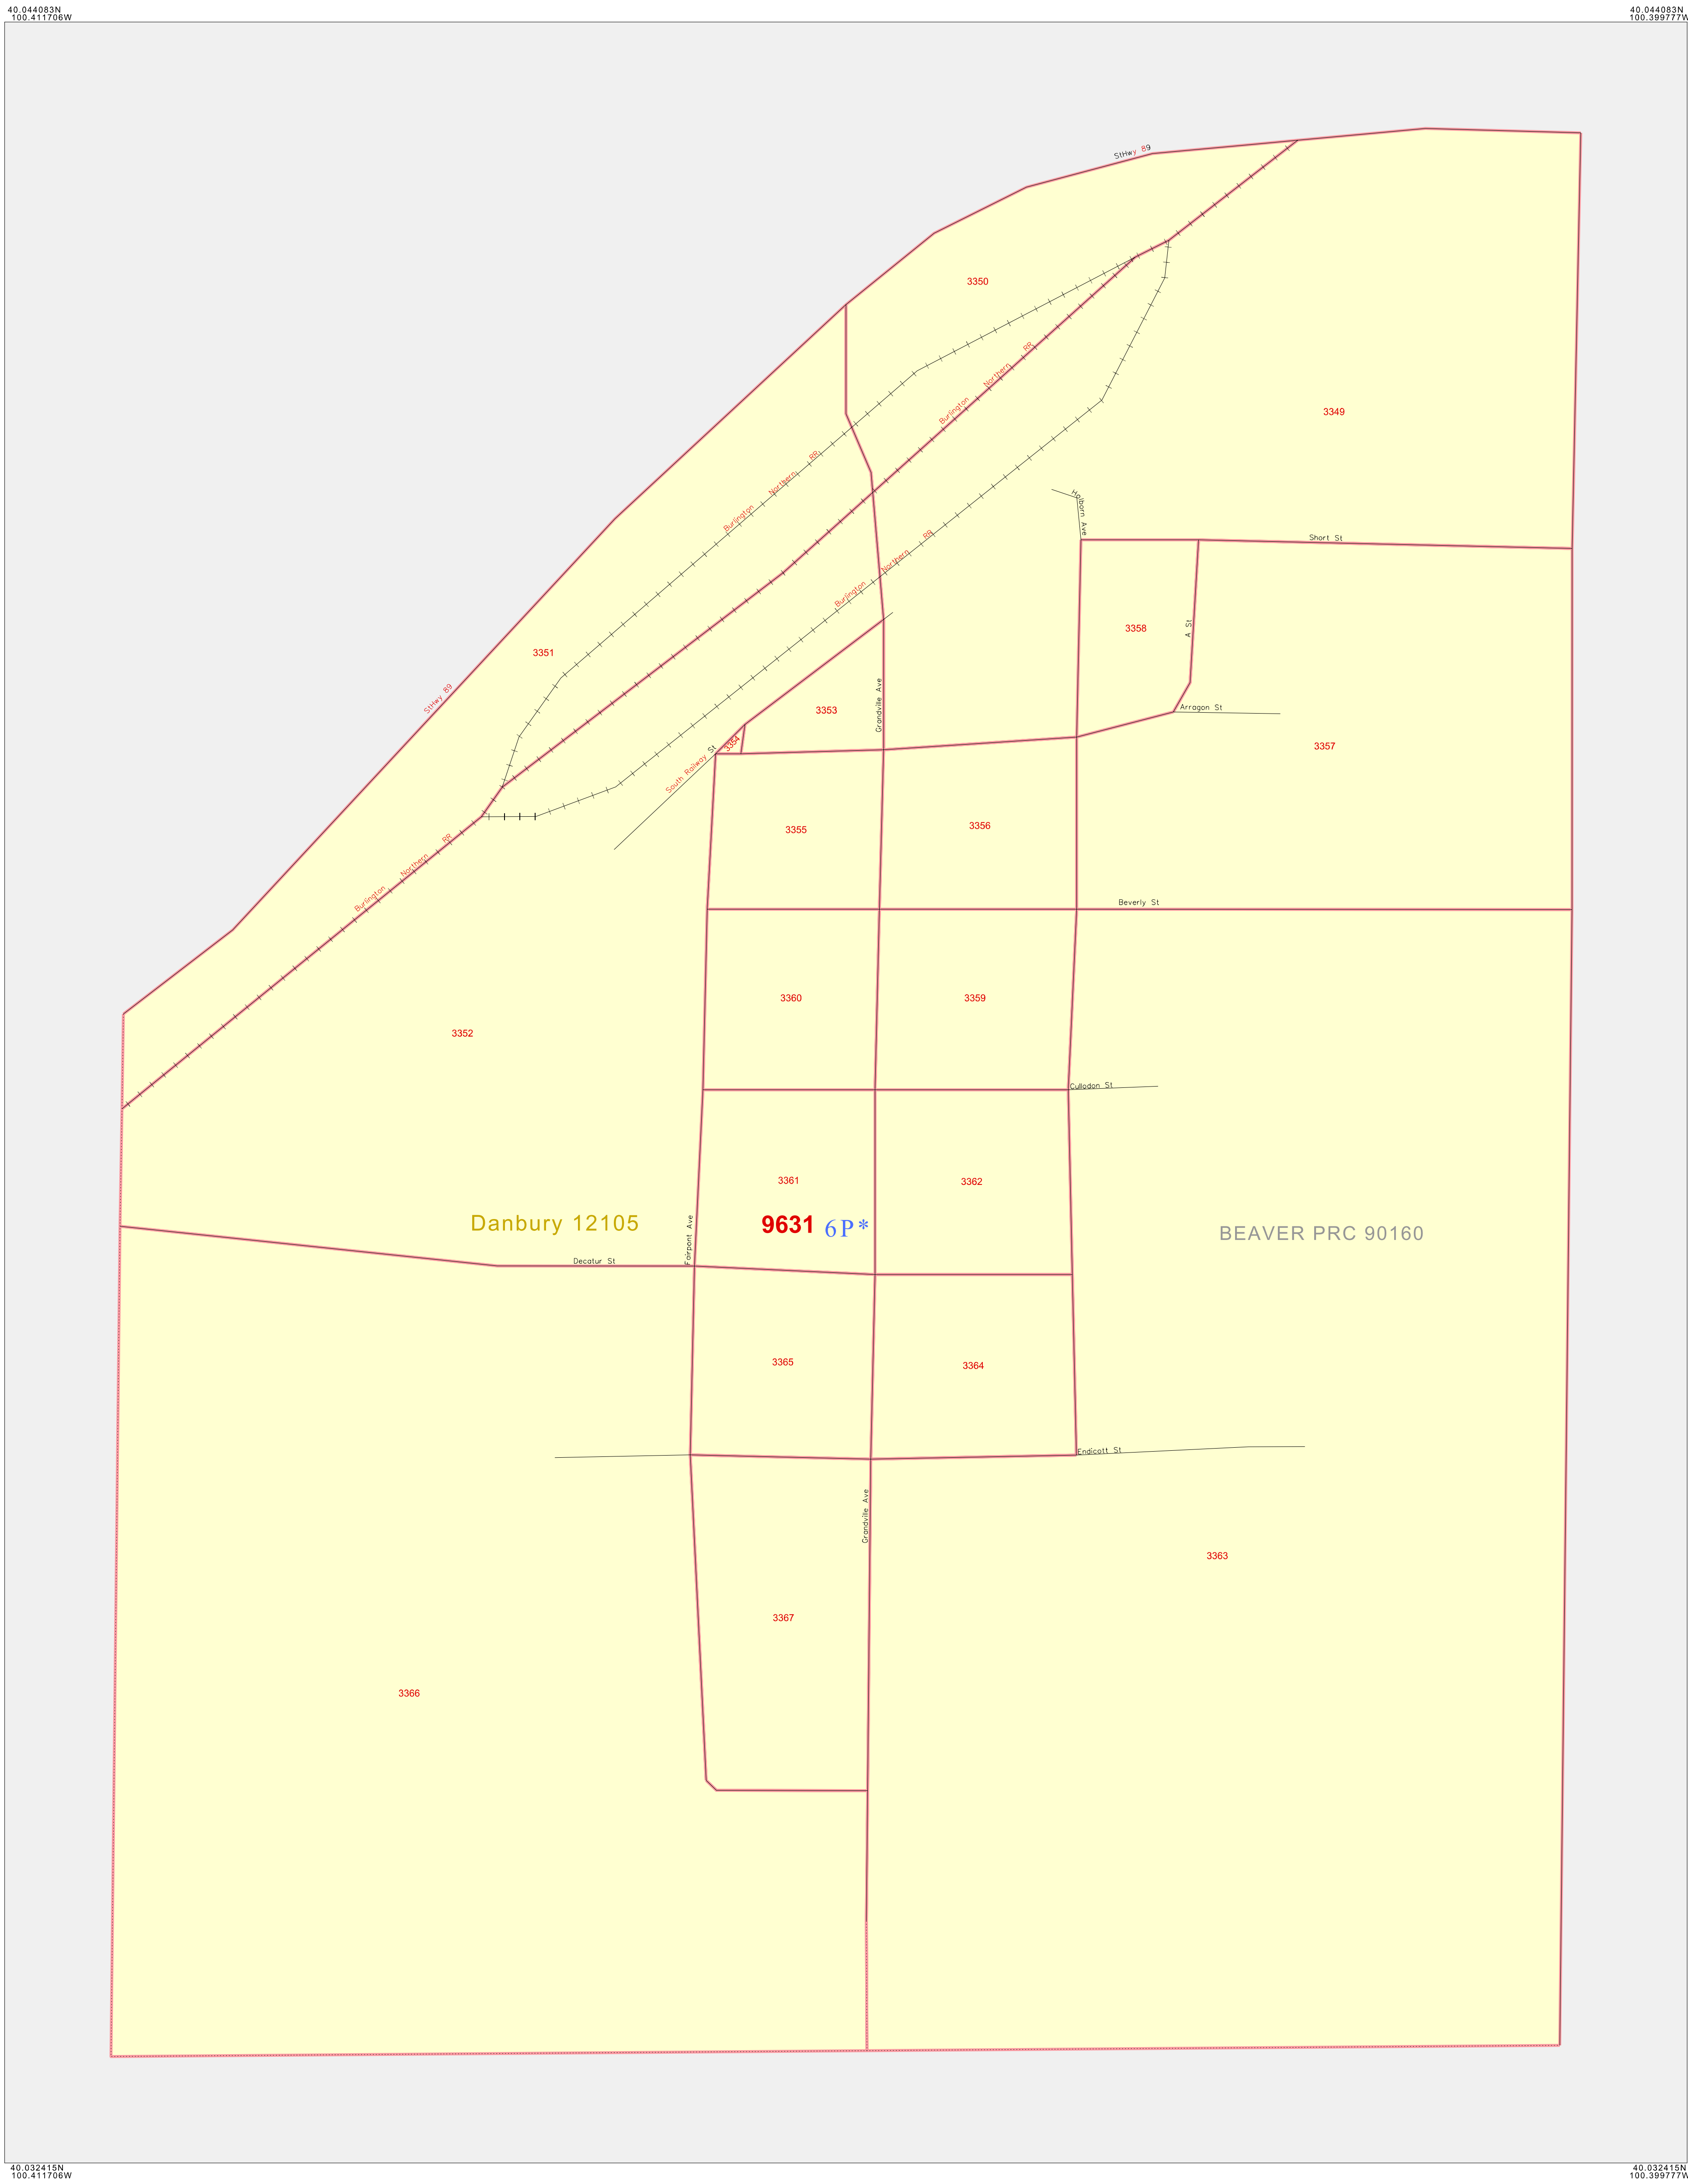 40.044083N
100.411706W
40.044083N
100.399777W
StHwy 89
3350
3349
Burlington Northern RR
Burlington Northern RR
Burlington Northern RR
Holborn Ave
Short St
3358
A St
3351
StHwy 89
Grandville Ave
3353
3354
Arragon St
South Railway St
3357
3355
3356
Burlington Northern RR
Beverly St
3360
3359
3352
Cullodon St
3361
3362
Danbury 12105
9631 6P*
BEAVER PRC 90160
Fairpont Ave
Decatur St
3365
3364
Endicott St
Grandville Ave
3363
3367
3366
40.032415N
100.411706W
40.032415N
100.399777W